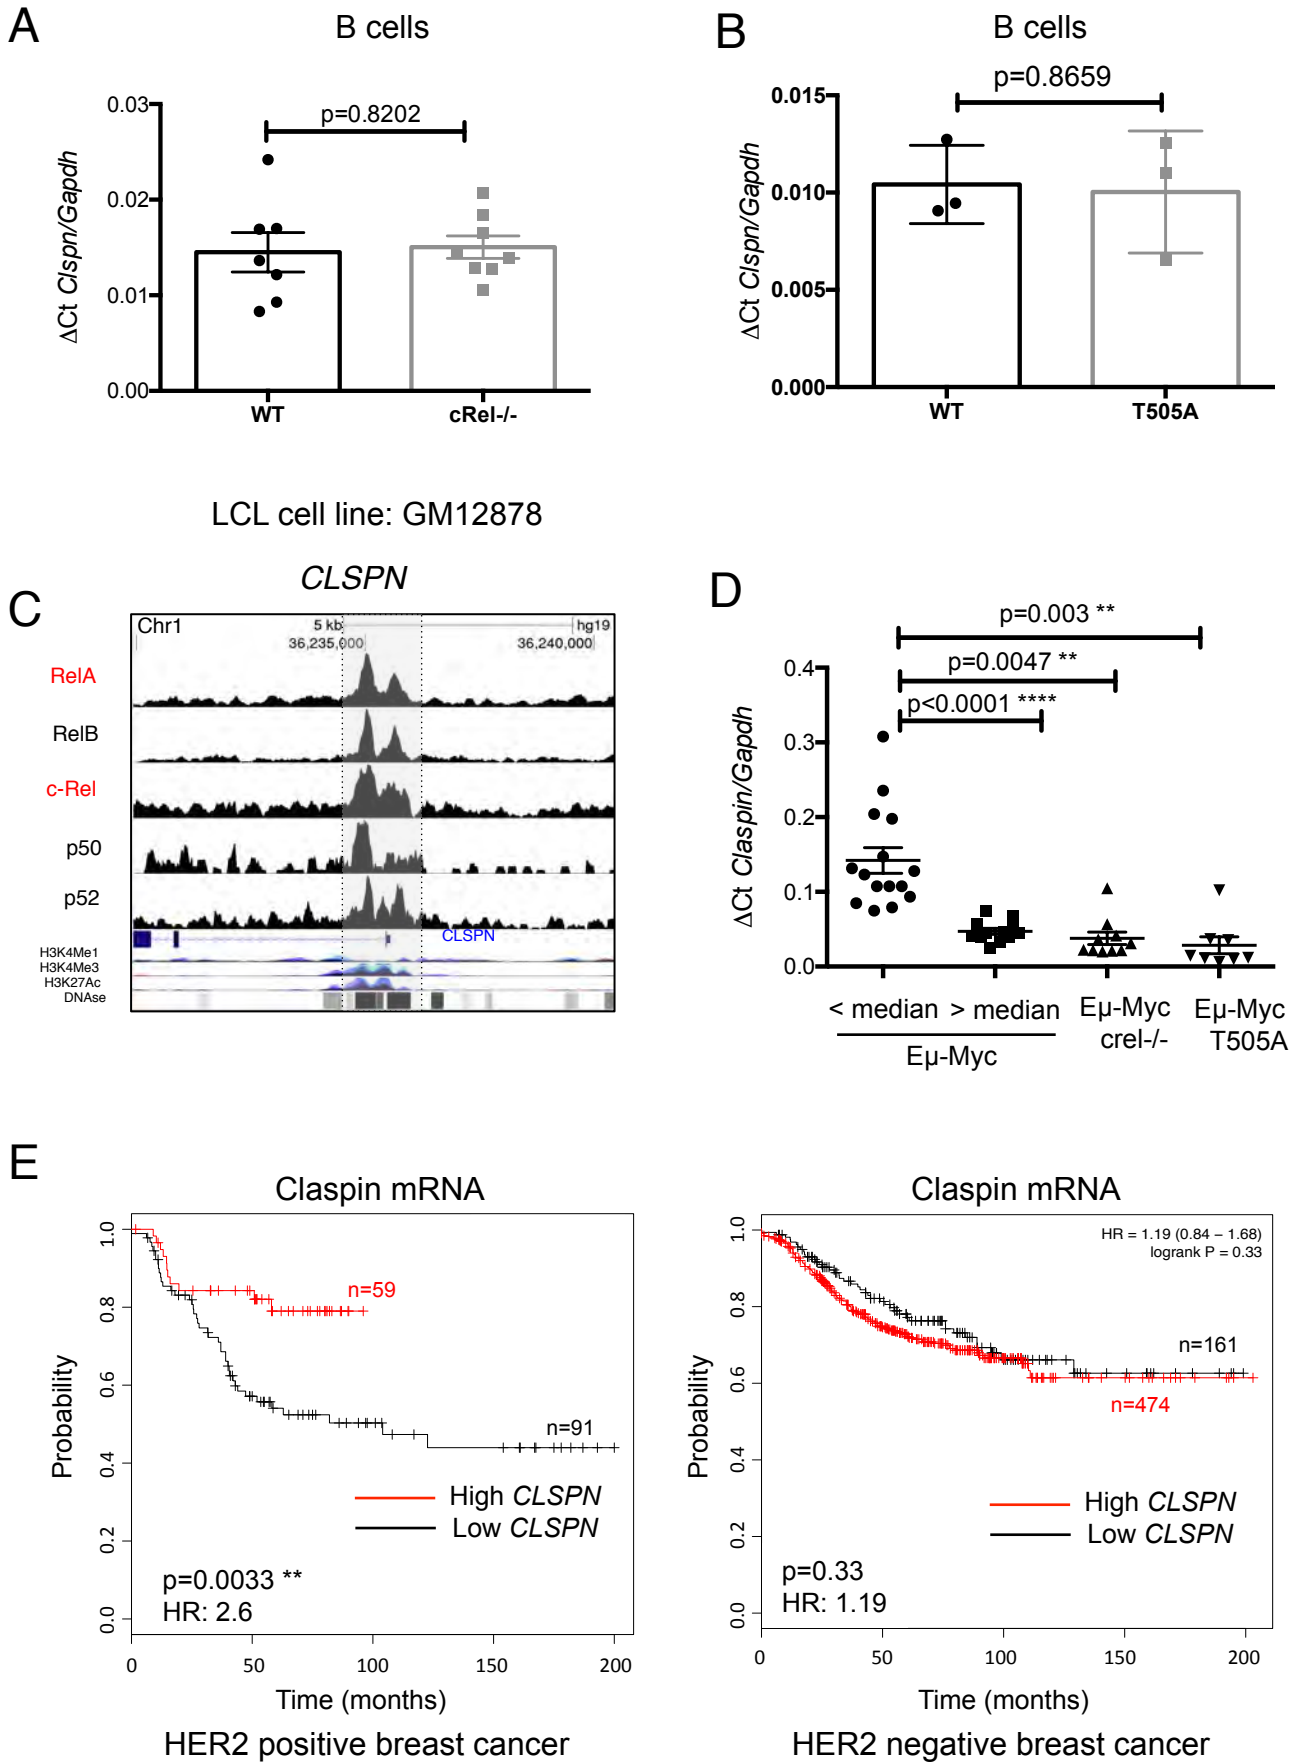 A
B cells
0.03
0.02
0.01
0.00
ΔCt Clspn/Gapdh
p=0.8202
WT
cRel-/-
B
B cells
p=0.8659
0.015
0.010
0.005
0.000
ΔCt Clspn/Gapdh
WT
T505A
LCL cell line: GM12878
C
CLSPN
Chr1
5 kb
hg19
36,235,000
36,240,000
RelA
RelB
c-Rel
p50
p52
CLSPN
H3K4Me1
H3K4Me3
H3K27Ac
DNAse
D
p=0.003 **
p=0.0047 **
p<0.0001 ****
0.4
0.3
0.2
0.1
0.0
ΔCt Claspin/Gapdh
< median
> median
Eμ-Myc
Eμ-Myc
crel-/-
Eμ-Myc
T505A
E
Claspin mRNA
1.0
0.8
0.6
0.4
0.2
0.0
Probability
n=59
n=91
High CLSPN
Low CLSPN
p=0.0033 **
HR: 2.6
0
50
100
150
200
Time (months)
HER2 positive breast cancer
Claspin mRNA
HR = 1.19 (0.84 − 1.68)
logrank P = 0.33
1.0
0.8
0.6
0.4
0.2
0.0
Probability
n=161
n=474
High CLSPN
Low CLSPN
p=0.33
HR: 1.19
0
50
100
150
200
Time (months)
HER2 negative breast cancer